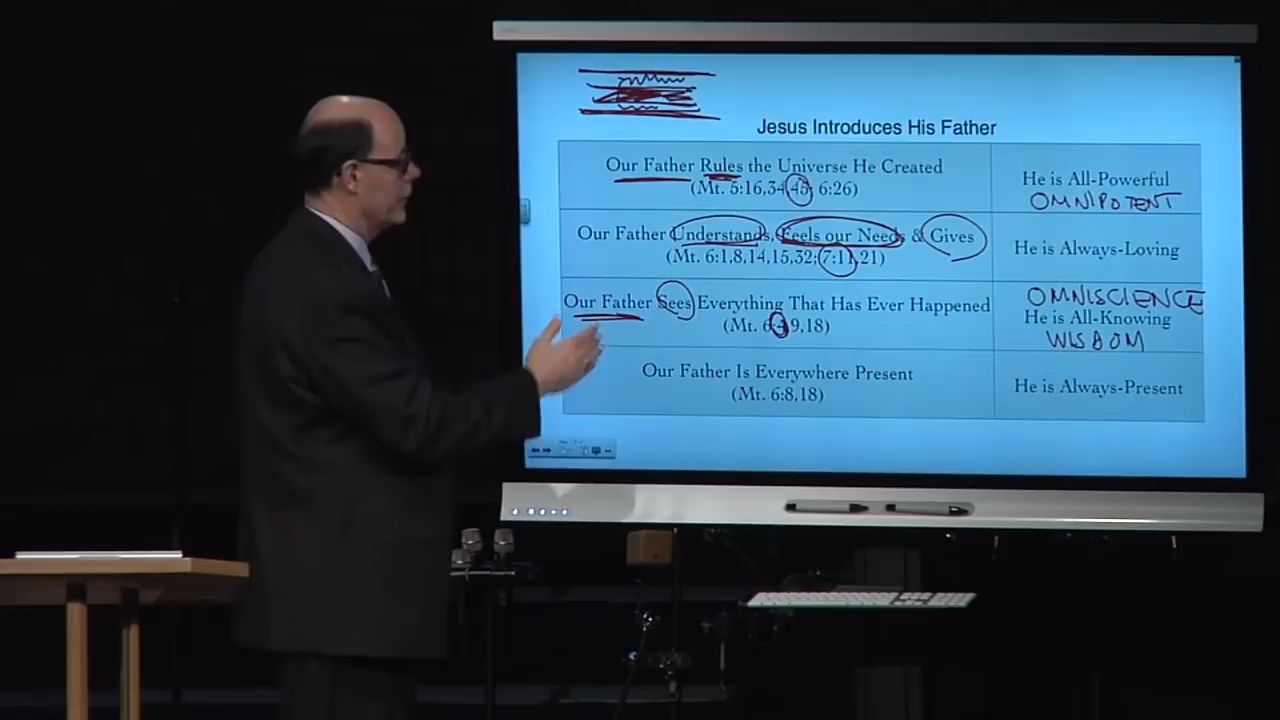 Jesus Introduces His Father
Our Father Rules the Universe He Created
(Mt. 5:16,34,45; 6:26)
He is All-Powerful
OMNIPOTENT
Our Father Understands, Feels our Needs & Gives
(Mt. 6:1,8,14,15,32; 7:11,21)
He is Always-Loving
Our Father Sees Everything That Has Ever Happened
(Mt. 6:4,9,18)
OMNISCIENCE
He is All-Knowing
WISDOM
Our Father Is Everywhere Present
(Mt. 6:8,18)
He is Always-Present